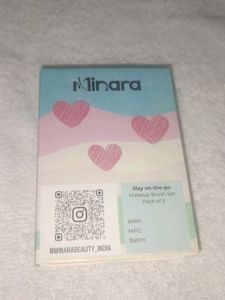 Minara
Slay on-the-go
Makeup Brush Set
Pack of 5
MRP:
MFG:
Batch:
@MINARABEAUTY_INDIA